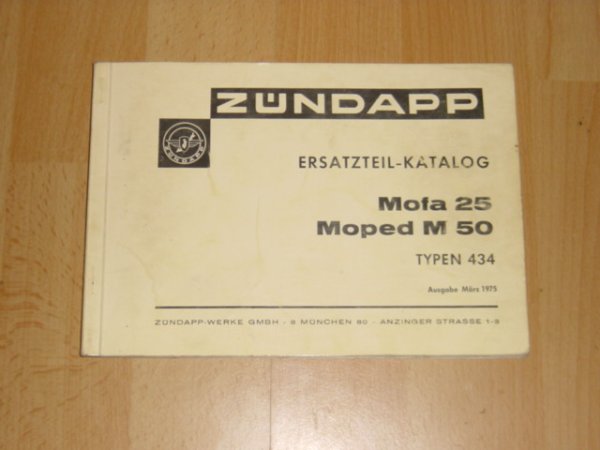 ZÜNDAPP
ZÜNDAPP
ERSATZTEIL-KATALOG
Mofa 25
Moped M 50
TYPEN 434
Ausgabe März 1975
ZÜNDAPP-WERKE GMBH - 8 MÜNCHEN 80 - ANZINGER STRASSE 1-3